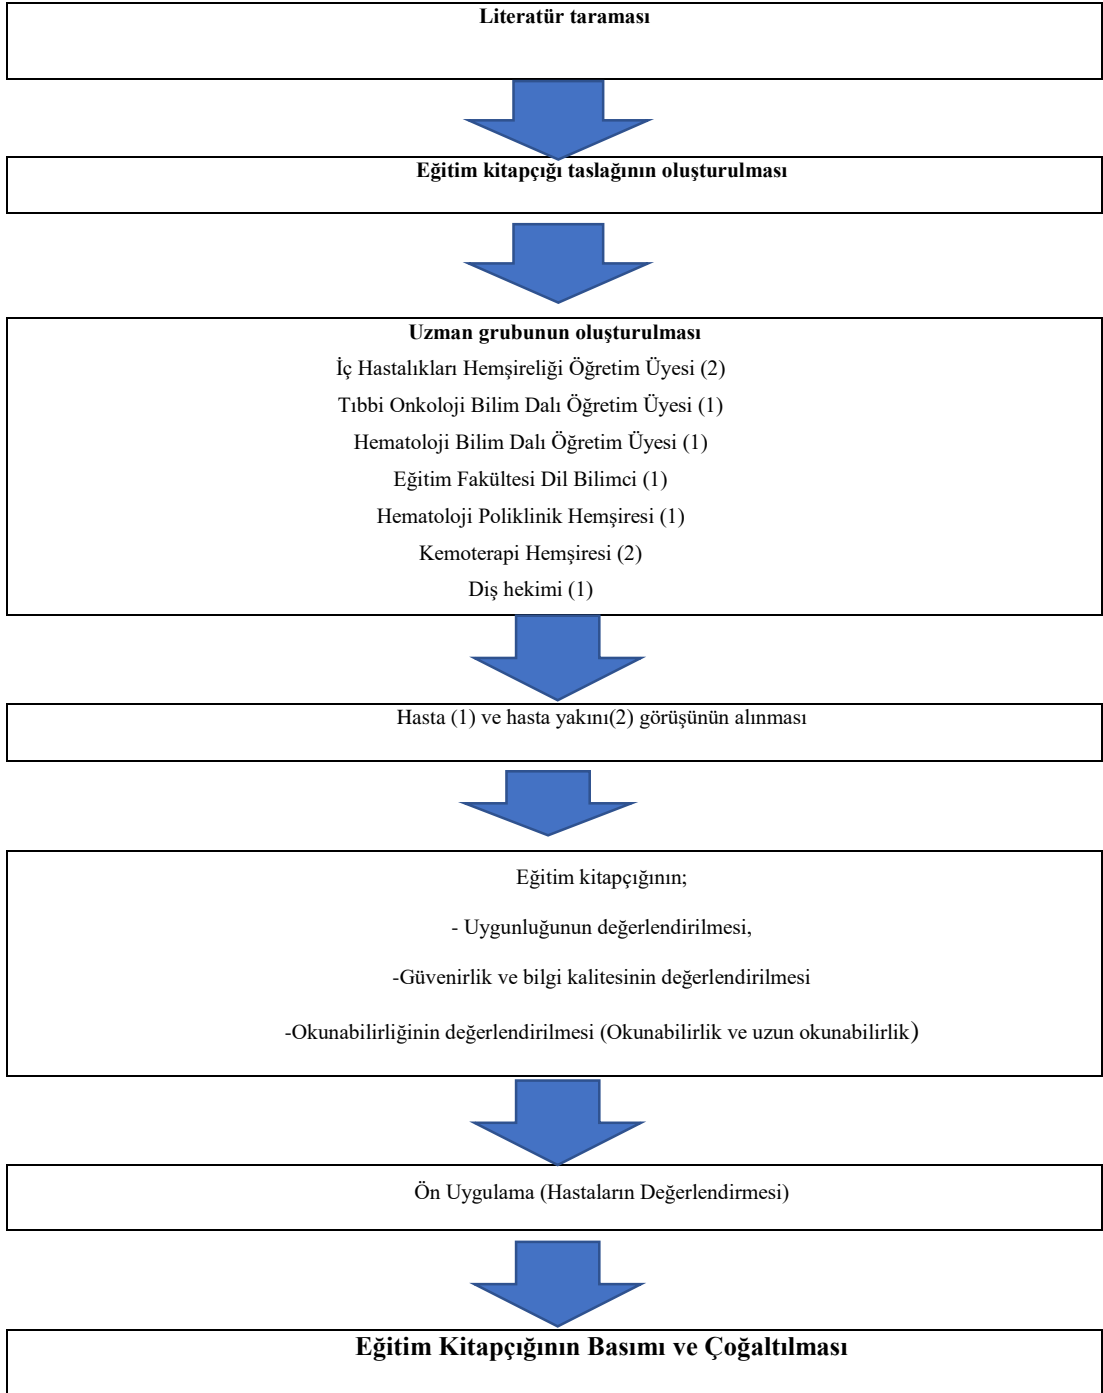 Literatür taraması
Eğitim kitapçığı taslağının oluşturulması
Uzman grubunun oluşturulması
İç Hastalıkları Hemşireliği Öğretim Üyesi (2)
Tıbbi Onkoloji Bilim Dalı Öğretim Üyesi (1)
Hematoloji Bilim Dalı Öğretim Üyesi (1)
Eğitim Fakültesi Dil Bilimci (1)
Hematoloji Poliklinik Hemşiresi (1)
Kemoterapi Hemşiresi (2)
Diş hekimi (1)
Hasta (1) ve hasta yakını(2) görüşünün alınması
Eğitim kitapçığının;
- Uygunluğunun değerlendirilmesi,
-Güvenirlik ve bilgi kalitesinin değerlendirilmesi
-Okunabilirliğinin değerlendirilmesi (Okunabilirlik ve uzun okunabilirlik)
Ön Uygulama (Hastaların Değerlendirmesi)
Eğitim Kitapçığının Basımı ve Çoğaltılması